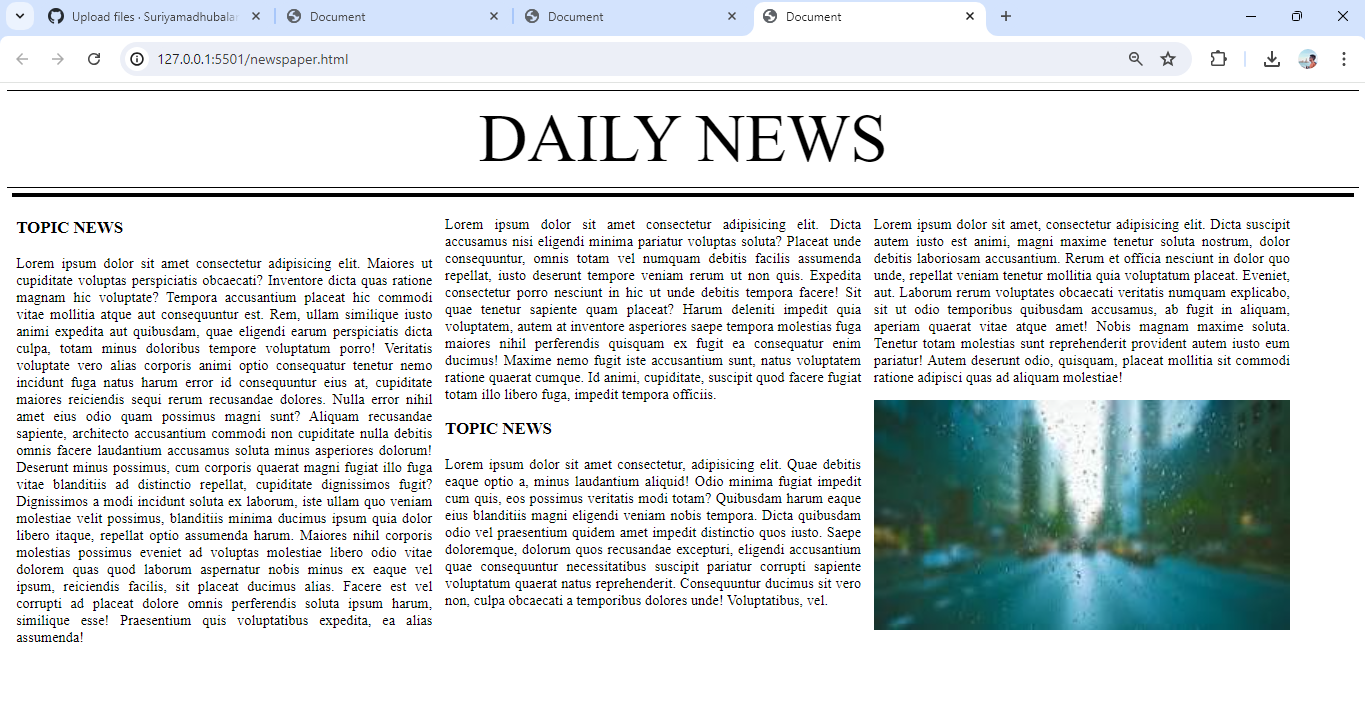 Upload files · Suriyamadhubalan
Document
Document
Document
127.0.0.1:5501/newspaper.html
DAILY NEWS
TOPIC NEWS
Lorem ipsum dolor sit amet consectetur adipisicing elit. Maiores ut
cupiditate voluptas perspiciatis obcaecati? Inventore dicta quas ratione
magnam hic voluptate? Tempora accusantium placeat hic commodi
vitae mollitia atque aut consequuntur est. Rem, ullam similique iusto
animi expedita aut quibusdam, quae eligendi earum perspiciatis dicta
culpa, totam minus doloribus tempore voluptatum porro! Veritatis
voluptate vero alias corporis animi optio consequatur tenetur nemo
incidunt fuga natus harum error id consequuntur eius at, cupiditate
maiores reiciendis sequi rerum recusandae dolores. Nulla error nihil
amet eius odio quam possimus magni sunt? Aliquam recusandae
sapiente, architecto accusantium commodi non cupiditate nulla debitis
omnis facere laudantium accusamus soluta minus asperiores dolorum!
Deserunt minus possimus, cum corporis quaerat magni fugiat illo fuga
vitae blanditiis ad distinctio repellat, cupiditate dignissimos fugit?
Dignissimos a modi incidunt soluta ex laborum, iste ullam quo veniam
molestiae velit possimus, blanditiis minima ducimus ipsum quia dolor
libero itaque, repellat optio assumenda harum. Maiores nihil corporis
molestias possimus eveniet ad voluptas molestiae libero odio vitae
dolorem quas quod laborum aspernatur nobis minus ex eaque vel
ipsum, reiciendis facilis, sit placeat ducimus alias. Facere est vel
corrupti ad placeat dolore omnis perferendis soluta ipsum harum,
similique esse! Praesentium quis voluptatibus expedita, ea alias
assumenda!
Lorem ipsum dolor sit amet consectetur adipisicing elit. Dicta
accusamus nisi eligendi minima pariatur voluptas soluta? Placeat unde
consequuntur, omnis totam vel numquam debitis facilis assumenda
repellat, iusto deserunt tempore veniam rerum ut non quis. Expedita
consectetur porro nesciunt in hic ut unde debitis tempora facere! Sit
quae tenetur sapiente quam placeat? Harum deleniti impedit quia
voluptatem, autem at inventore asperiores saepe tempora molestias fuga
maiores nihil perferendis quisquam ex fugit ea consequatur enim
ducimus! Maxime nemo fugit iste accusantium sunt, natus voluptatem
ratione quaerat cumque. Id animi, cupiditate, suscipit quod facere fugiat
totam illo libero fuga, impedit tempora officiis.
TOPIC NEWS
Lorem ipsum dolor sit amet consectetur, adipisicing elit. Quae debitis
eaque optio a, minus laudantium aliquid! Odio minima fugiat impedit
cum quis, eos possimus veritatis modi totam? Quibusdam harum eaque
eius blanditiis magni eligendi veniam nobis tempora. Dicta quibusdam
odio vel praesentium quidem amet impedit distinctio quos iusto. Saepe
doloremque, dolorum quos recusandae excepturi, eligendi accusantium
quae consequuntur necessitatibus suscipit pariatur corrupti sapiente
voluptatum quaerat natus reprehenderit. Consequuntur ducimus sit vero
non, culpa obcaecati a temporibus dolores unde! Voluptatibus, vel.
Lorem ipsum dolor sit amet, consectetur adipisicing elit. Dicta suscipit
autem iusto est animi, magni maxime tenetur soluta nostrum, dolor
debitis laboriosam accusantium. Rerum et officia nesciunt in dolor quo
unde, repellat veniam tenetur mollitia quia voluptatum placeat. Eveniet,
aut. Laborum rerum voluptates obcaecati veritatis numquam explicabo,
sit ut odio temporibus quibusdam accusamus, ab fugit in aliquam,
aperiam quaerat vitae atque amet! Nobis magnam maxime soluta.
Tenetur totam molestias sunt reprehenderit provident autem iusto eum
pariatur! Autem deserunt odio, quisquam, placeat mollitia sit commodi
ratione adipisci quas ad aliquam molestiae!